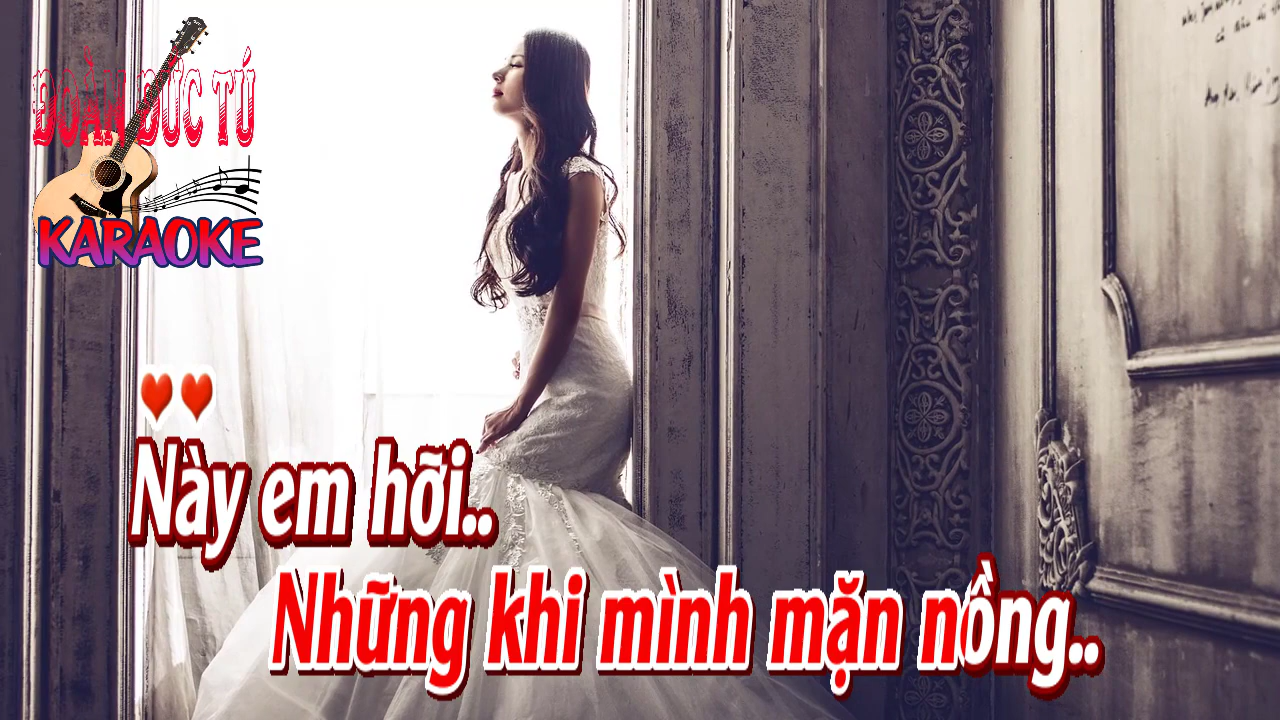 ĐOÀN ĐỨC TÚ
KARAOKE
Này em hỡi..
Những khi mình mặn nồng..